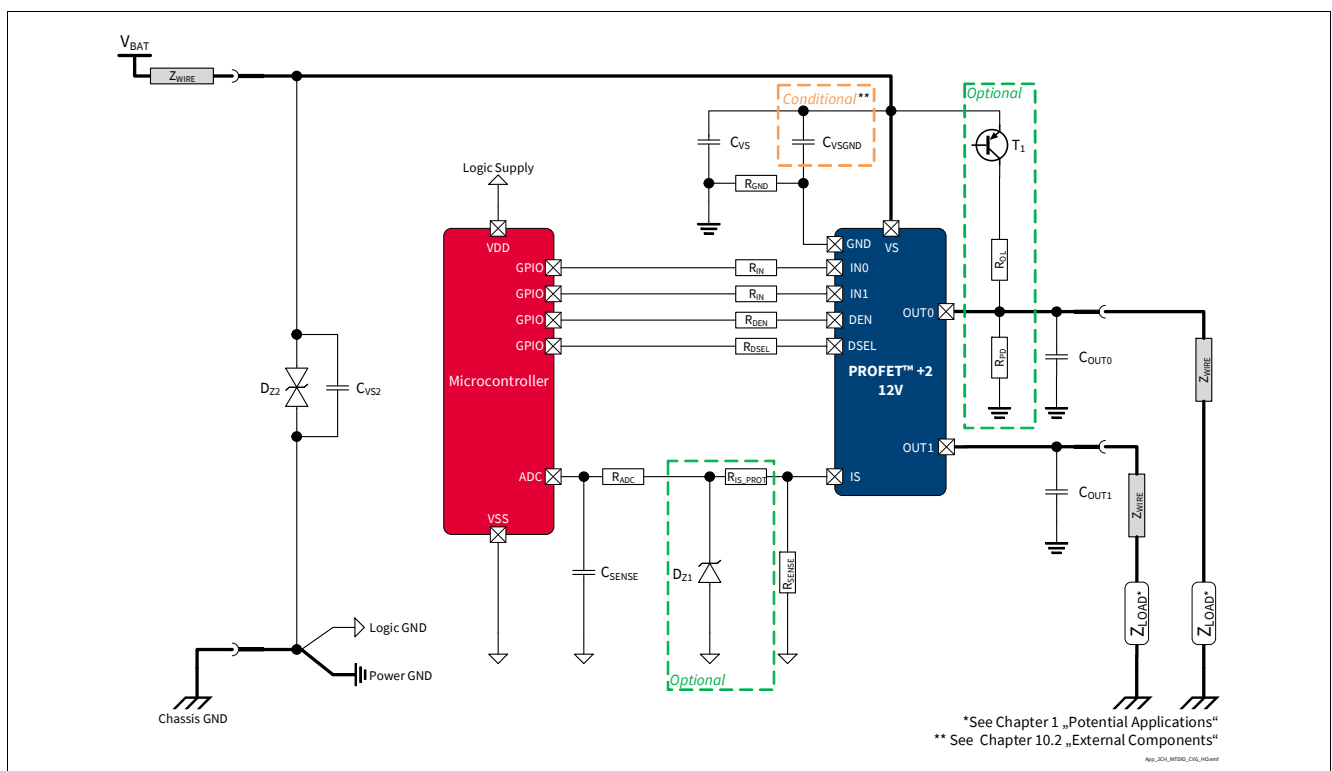 VBAT
ZWIRE
Optional
Conditional**
T1
CVS
CVSGND
Logic Supply
RGND
VDD
GND
VS
GPIO
RIN
IN0
ROL
GPIO
RIN
IN1
GPIO
RDEN
DEN
OUT0
GPIO
RDSEL
DSEL
RPD
COUT0
ZWIRE
Microcontroller
PROFET™ +2
12V
DZ2
CVS2
OUT1
ADC
RADC
RIS_PROT
IS
COUT1
ZWIRE
VSS
CSENSE
DZ1
RSENSE
ZLOAD*
ZLOAD*
Logic GND
Power GND
Optional
Chassis GND
*See Chapter 1 „Potential Applications“
** See Chapter 10.2 „External Components“
App_2CH_INTDIO_CVG_HD.emf